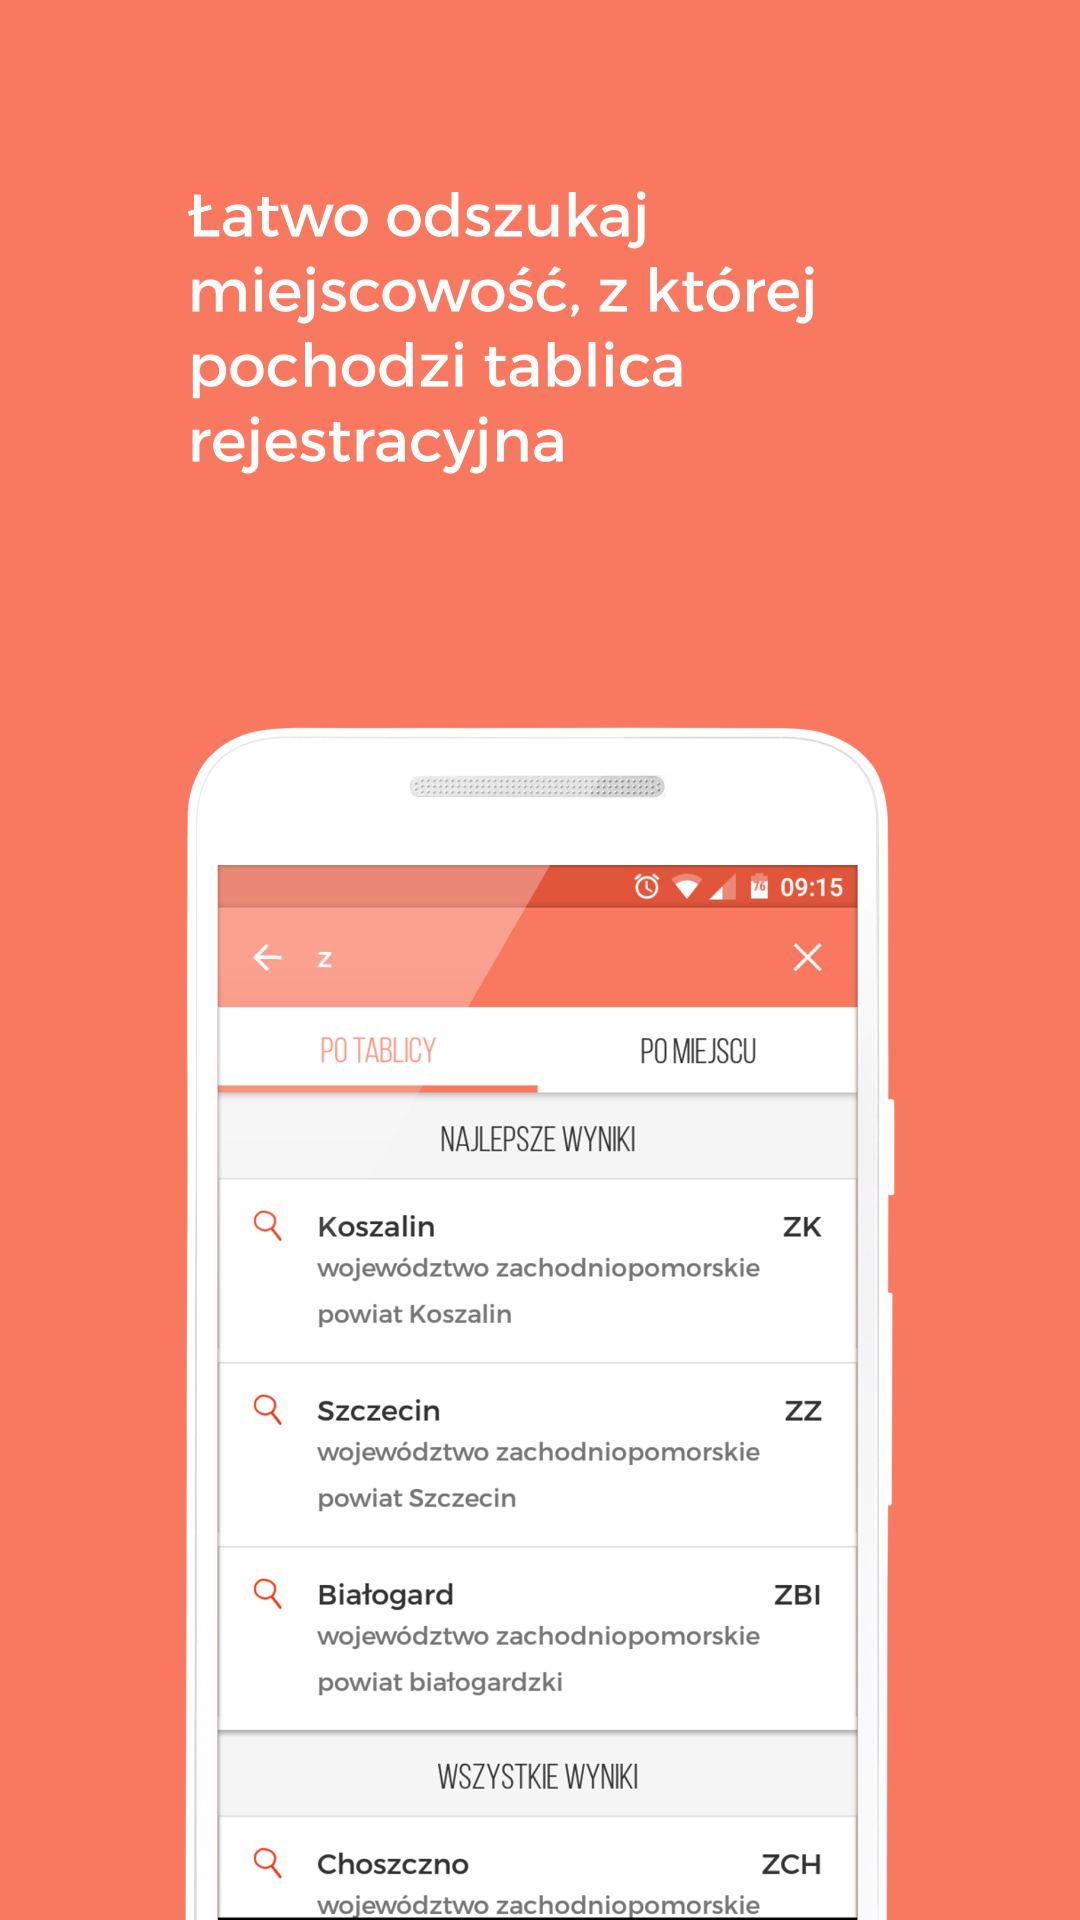 Łatwo odszukaj
miejscowość, z której
pochodzi tablica
rejestracyjna
76 09:15
z
PO TABLICY PO MIEJSCU
NAJLEPSZE WYNIKI
Koszalin ZK
województwo zachodniopomorskie
powiat Koszalin
Szczecin ZZ
województwo zachodniopomorskie
powiat Szczecin
Białogard ZBI
województwo zachodniopomorskie
powiat białogardzki
WSZYSTKIE WYNIKI
Choszczno ZCH
województwo zachodniopomorskie